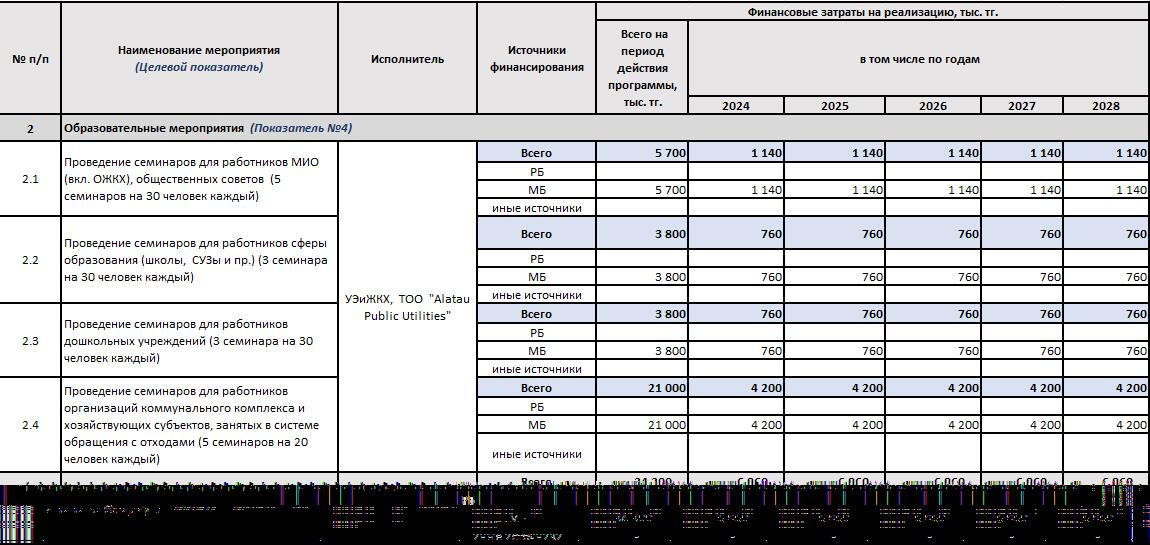 № п/п
Наименование мероприятия
(Целевой показатель)
Исполнитель
Источники
финансирования
Финансовые затраты на реализацию, тыс. тг.
Всего на
период
действия
программы,
тыс. тг.
в том числе по годам
2024 2025 2026 2027 2028
2 Образовательные мероприятия (Показатель №4)
2.1
Проведение семинаров для работников МИО
(вкл. ОЖКХ), общественных советов (5
семинаров на 30 человек каждый)
УЭиЖКХ, ТОО "Alatau
Public Utilities"
Всего 5 700 1 140 1 140 1 140 1 140 1 140
РБ
МБ 5 700 1 140 1 140 1 140 1 140 1 140
иные источники
2.2
Проведение семинаров для работников сферы
образования (школы, СУЗы и пр.) (3 семинара
на 30 человек каждый)
Всего 3 800 760 760 760 760 760
РБ
МБ 3 800 760 760 760 760 760
иные источники
2.3
Проведение семинаров для работников
дошкольных учреждений (3 семинара на 30
человек каждый)
Всего 3 800 760 760 760 760 760
РБ
МБ 3 800 760 760 760 760 760
иные источники
2.4
Проведение семинаров для работников
организаций коммунального комплекса и
хозяйствующих субъектов, занятых в системе
обращения с отходами (5 семинаров на 20
человек каждый)
Всего 21 000 4 200 4 200 4 200 4 200 4 200
РБ
МБ 21 000 4 200 4 200 4 200 4 200 4 200
иные источники
Всего